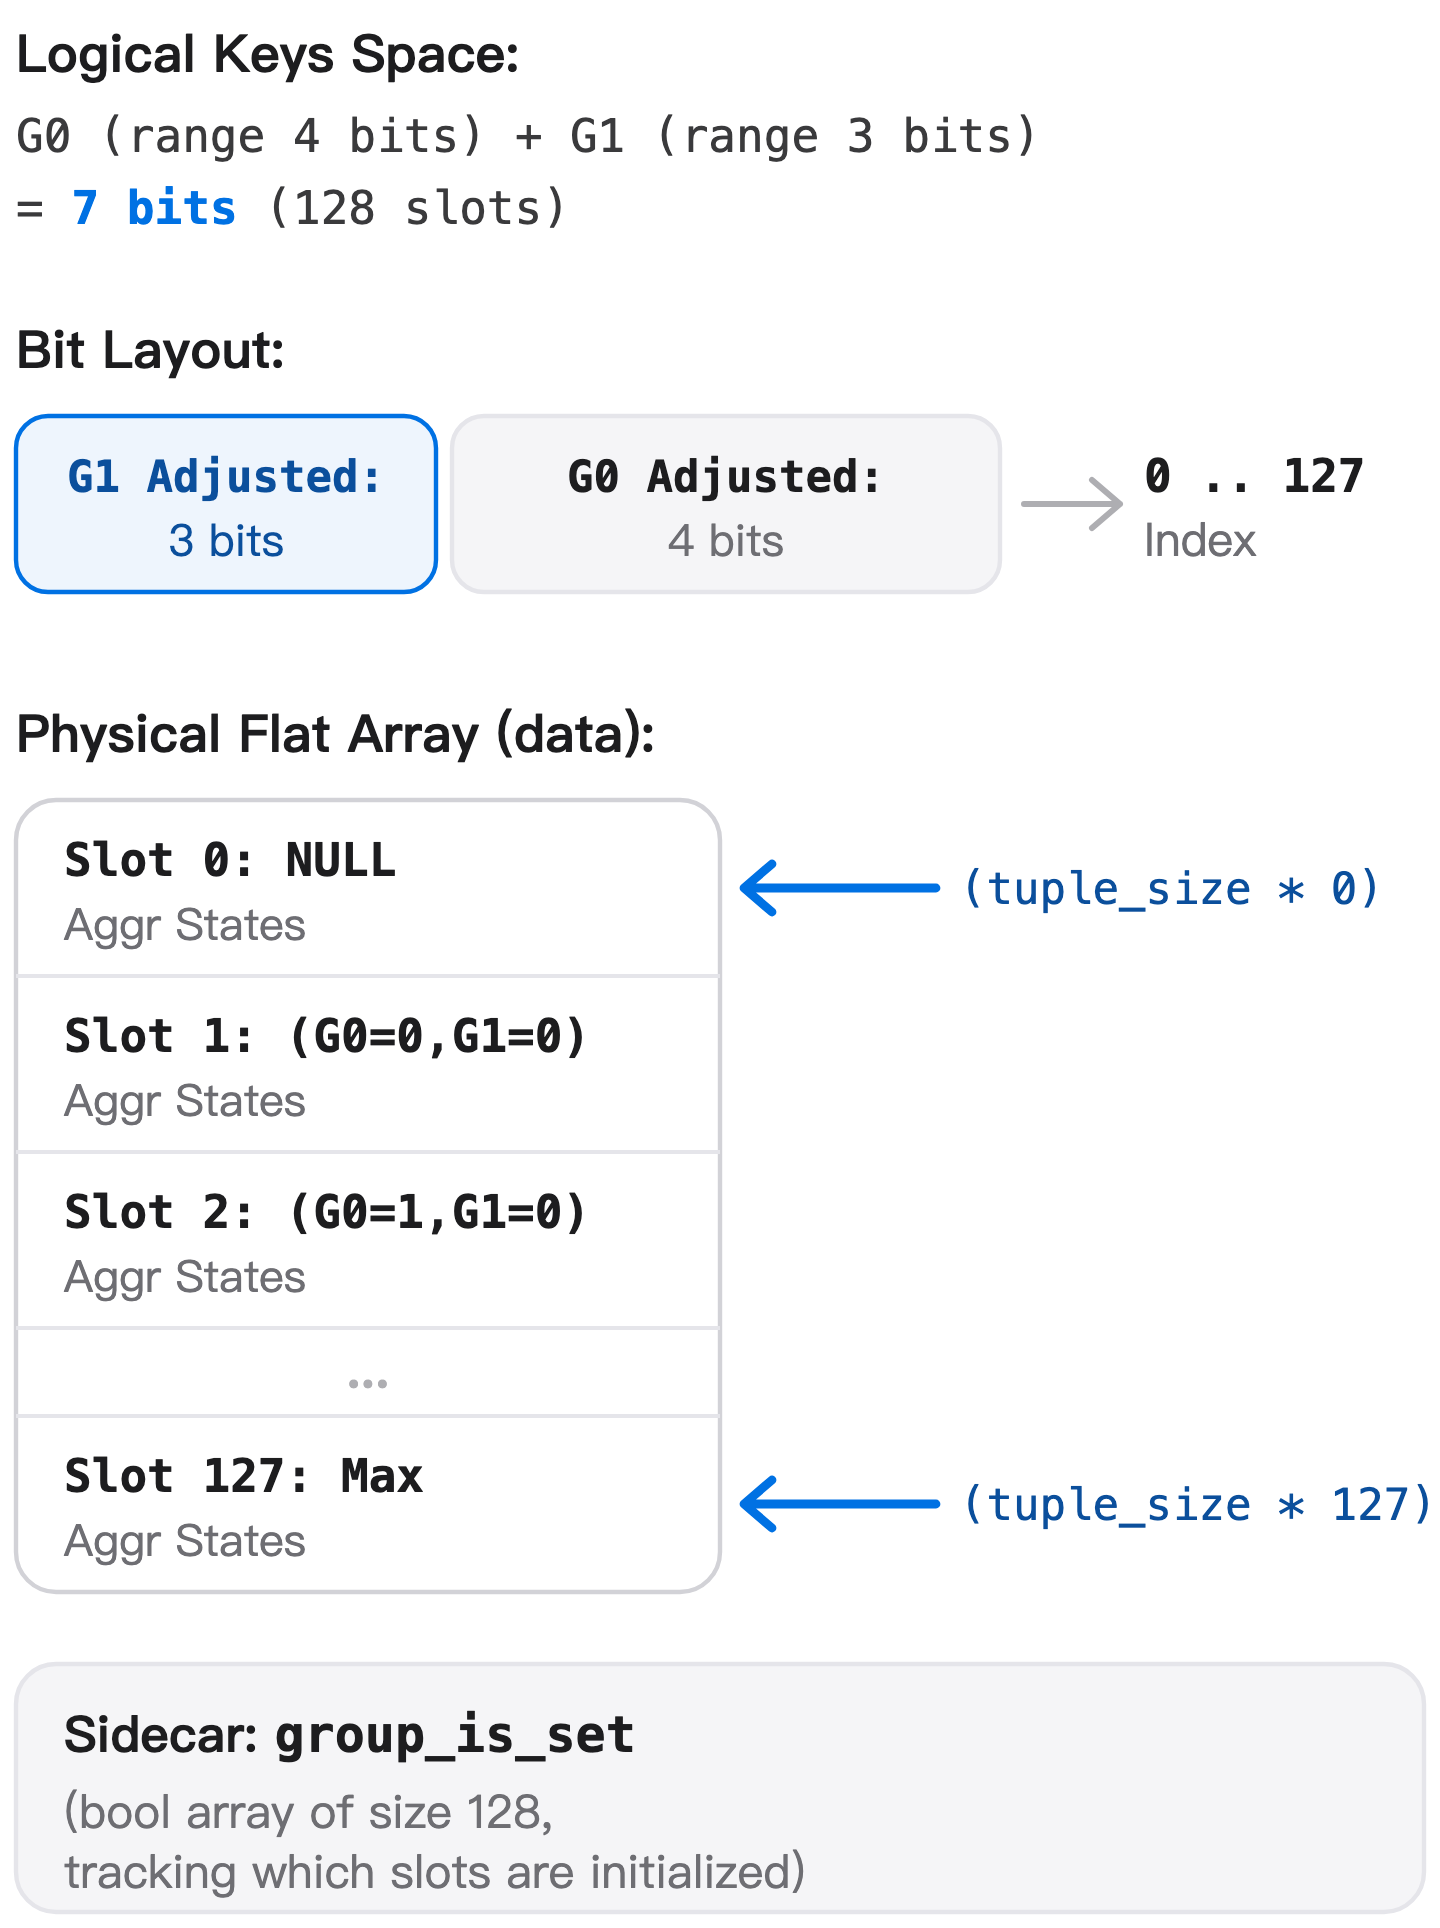 Logical Keys Space:
G0 (range 4 bits) + G1 (range 3 bits)
= 7 bits (128 slots)
Bit Layout:
G1 Adjusted:
3 bits
G0 Adjusted:
4 bits
0 .. 127
Index
Physical Flat Array (data):
Slot 0: NULL
Aggr States
(tuple_size * 0)
Slot 1: (G0=0,G1=0)
Aggr States
Slot 2: (G0=1,G1=0)
Aggr States
...
Slot 127: Max
Aggr States
(tuple_size * 127)
Sidecar: group_is_set
(bool array of size 128,
tracking which slots are initialized)